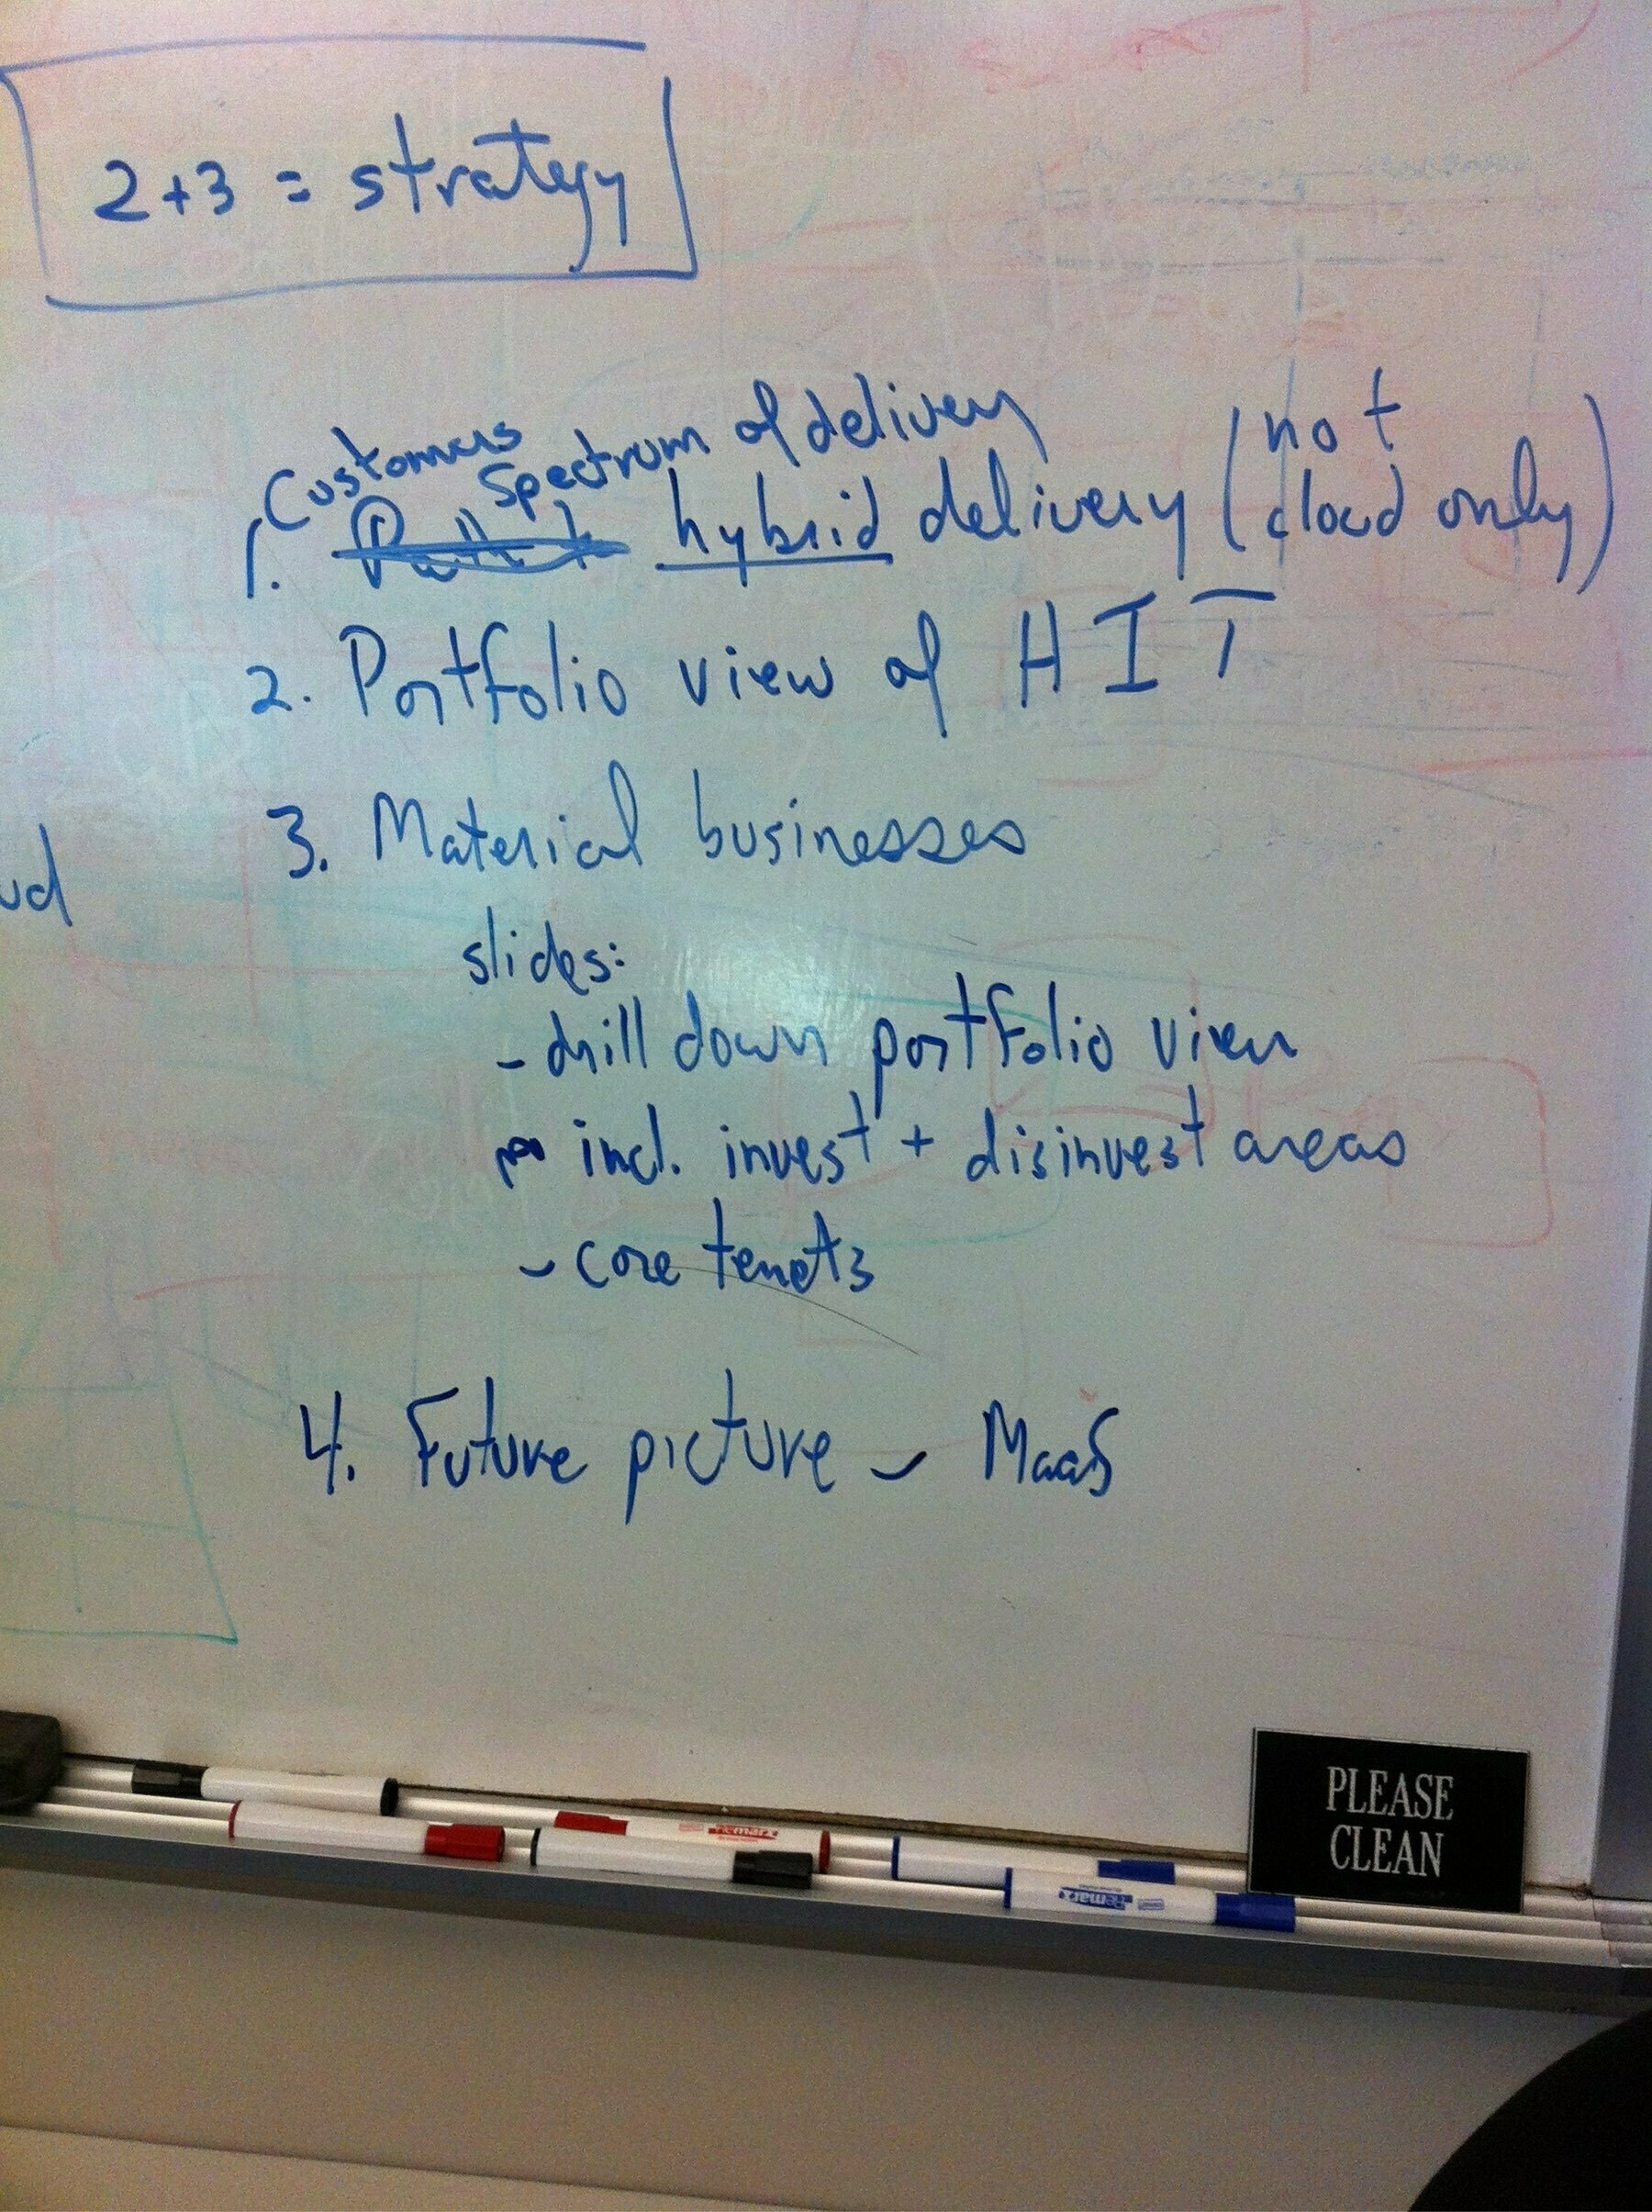 2+3 = strategy
Customers Spectrum of delivery
1. hybrid delivery (not cloud only)
2. Portfolio view of HIT
3. Material businesses
ud
slides:
- drill down portfolio view
incl. invest + disinvest areas
- core tenets
4. Future picture - MaaS
PLEASE
CLEAN
Remarx
Remarx